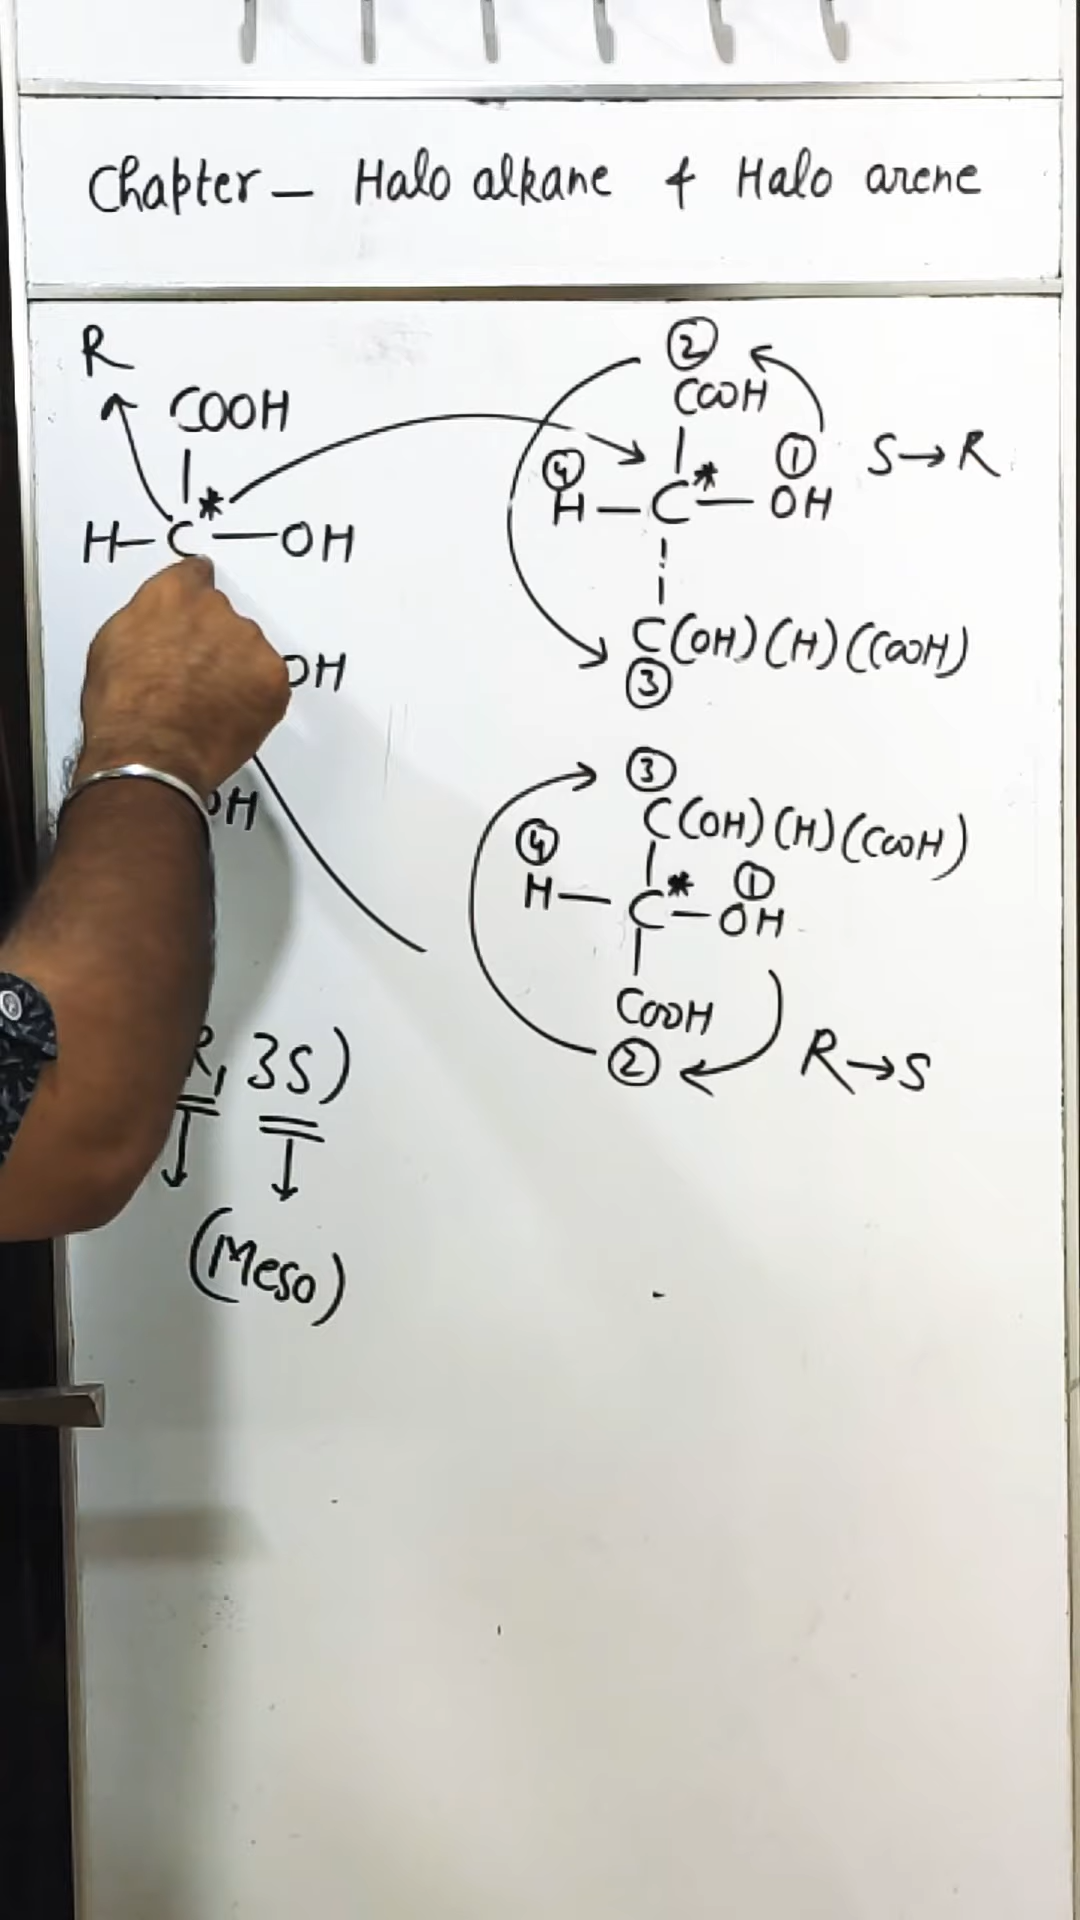 Chapter - Halo alkane & Halo arene
R
COOH
H-C*-OH
OH
OH
R, 3S)
(Meso)
②
COOH
④ ① S→R
H-C*-OH
C(OH)(H)(COOH)
③
③
C(OH)(H)(COOH)
④ ①
H-C*-OH
COOH
② R→S